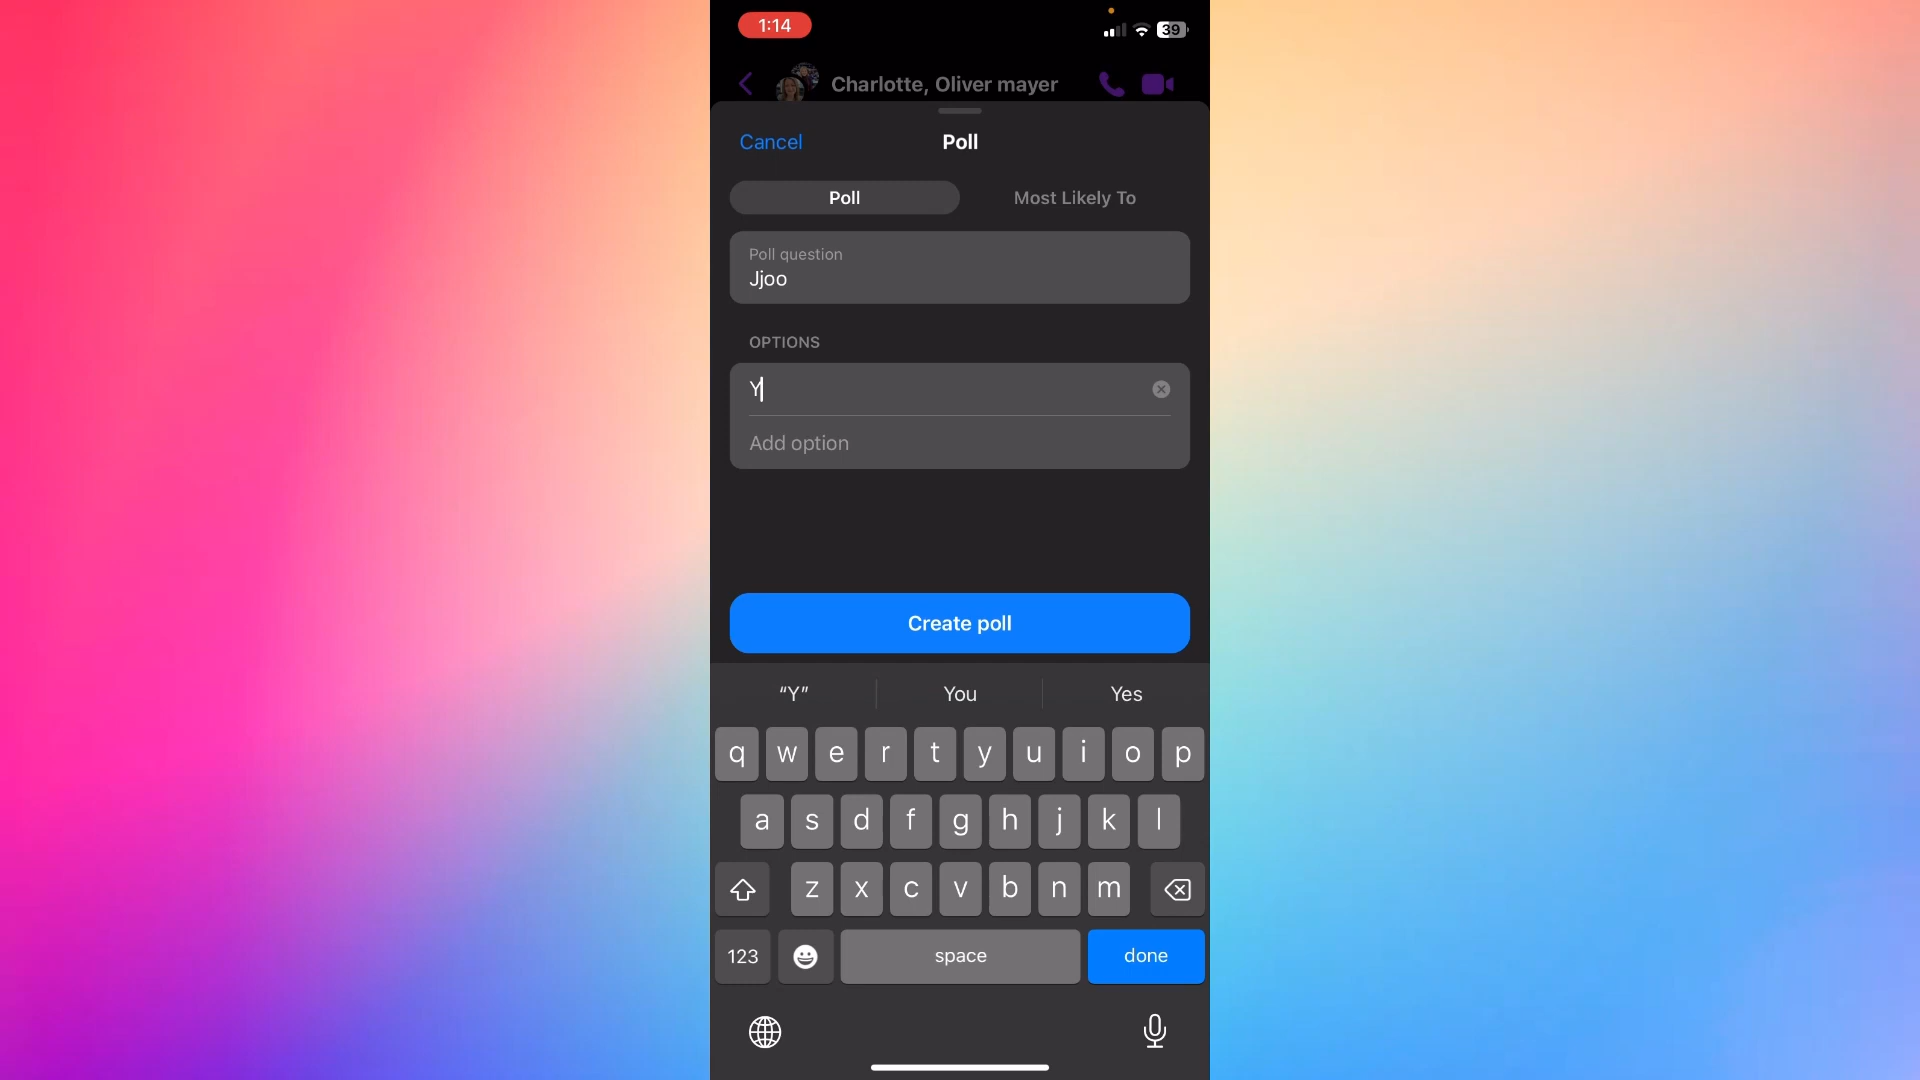 1:14
39
Charlotte, Oliver mayer
Cancel Poll
Poll Most Likely To
Poll question
Jjoo
OPTIONS
Y
Add option
Create poll
“Y” You Yes
q w e r t y u i o p
a s d f g h j k l
z x c v b n m
123 space done